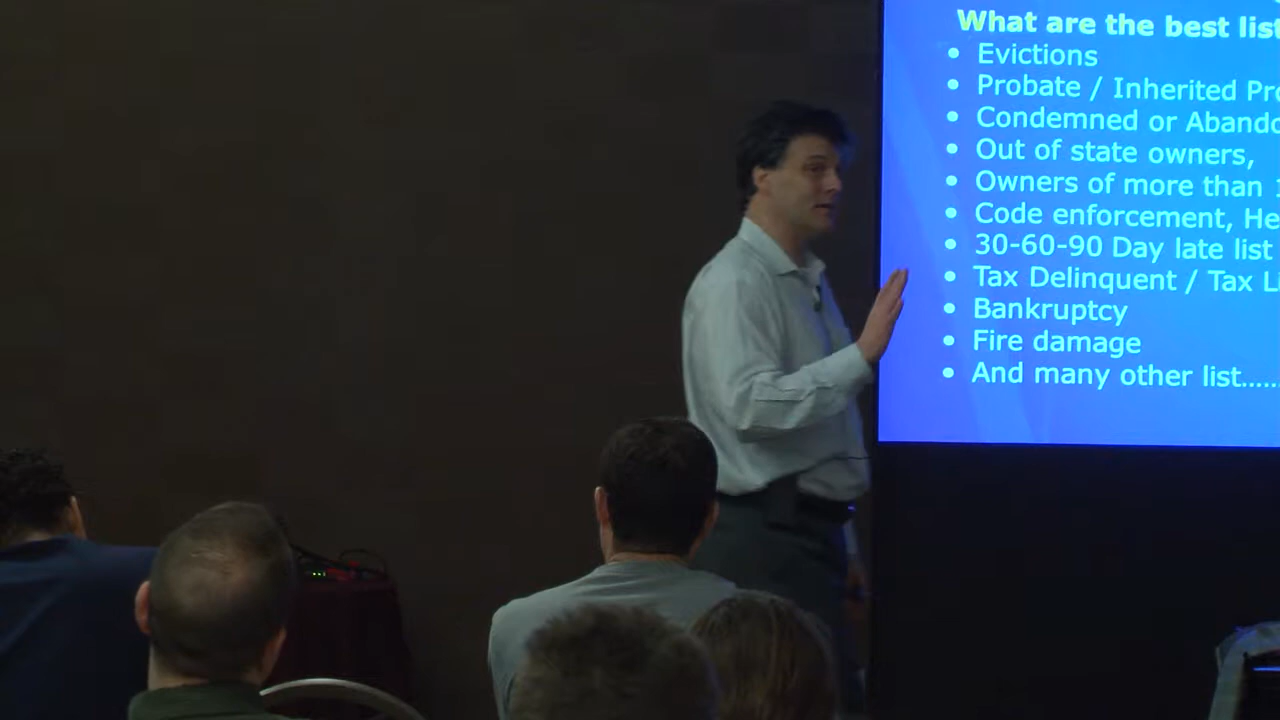 What are the best list
• Evictions
• Probate / Inherited Pr
• Condemned or Aband
• Out of state owners,
• Owners of more than
• Code enforcement, He
• 30-60-90 Day late list
• Tax Delinquent / Tax L
• Bankruptcy
• Fire damage
• And many other list......